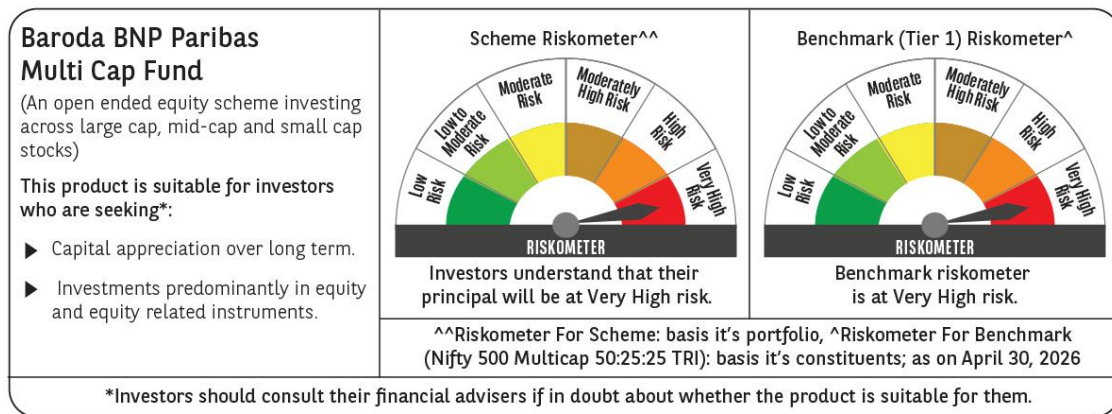 Baroda BNP Paribas
Multi Cap Fund
(An open ended equity scheme investing
across large cap, mid-cap and small cap
stocks)
This product is suitable for investors
who are seeking*:
▶ Capital appreciation over long term.
▶ Investments predominantly in equity
and equity related instruments.
Scheme Riskometer^^
Low
Risk
Low to
Moderate
Risk
Moderate
Risk
Moderately
High Risk
High
Risk
Very High
Risk
RISKOMETER
Investors understand that their
principal will be at Very High risk.
Benchmark (Tier 1) Riskometer^
Low
Risk
Low to
Moderate
Risk
Moderate
Risk
Moderately
High Risk
High
Risk
Very High
Risk
RISKOMETER
Benchmark riskometer
is at Very High risk.
^^Riskometer For Scheme: basis it's portfolio, ^Riskometer For Benchmark
(Nifty 500 Multicap 50:25:25 TRI): basis it's constituents; as on April 30, 2026
*Investors should consult their financial advisers if in doubt about whether the product is suitable for them.